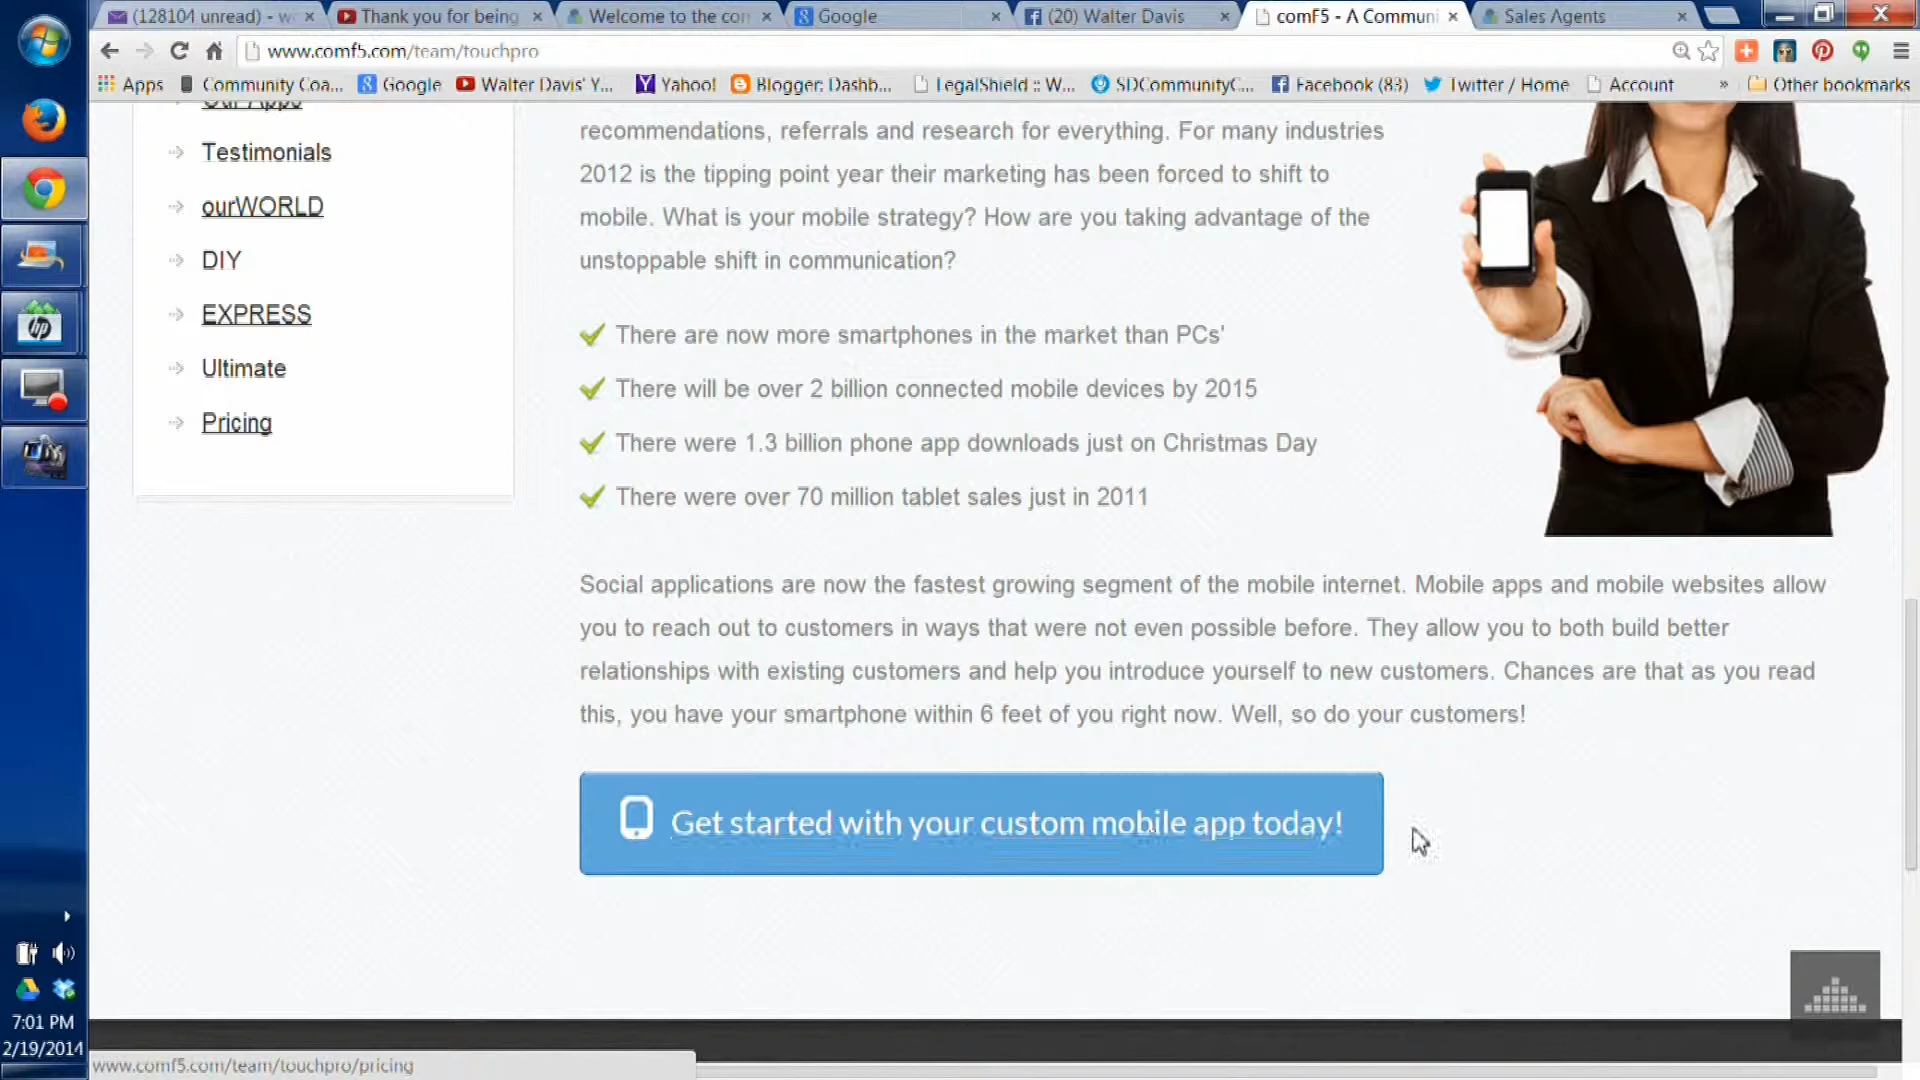 (128104 unread) - w
Thank you for being
Welcome to the con
Google
(20) Walter Davis
comF5 - A Communi
Sales Agents
www.comf5.com/team/touchpro
Apps
Community Coa...
Google
Walter Davis' Y...
Yahoo!
Blogger: Dashb...
LegalShield :: W...
SDCommunityC...
Facebook (83)
Twitter / Home
Account
»
Other bookmarks
Our Apps
Testimonials
ourWORLD
DIY
EXPRESS
Ultimate
Pricing
recommendations, referrals and research for everything. For many industries
2012 is the tipping point year their marketing has been forced to shift to
mobile. What is your mobile strategy? How are you taking advantage of the
unstoppable shift in communication?
There are now more smartphones in the market than PCs'
There will be over 2 billion connected mobile devices by 2015
There were 1.3 billion phone app downloads just on Christmas Day
There were over 70 million tablet sales just in 2011
Social applications are now the fastest growing segment of the mobile internet. Mobile apps and mobile websites allow
you to reach out to customers in ways that were not even possible before. They allow you to both build better
relationships with existing customers and help you introduce yourself to new customers. Chances are that as you read
this, you have your smartphone within 6 feet of you right now. Well, so do your customers!
Get started with your custom mobile app today!
hp
7:01 PM
2/19/2014
www.comf5.com/team/touchpro/pricing